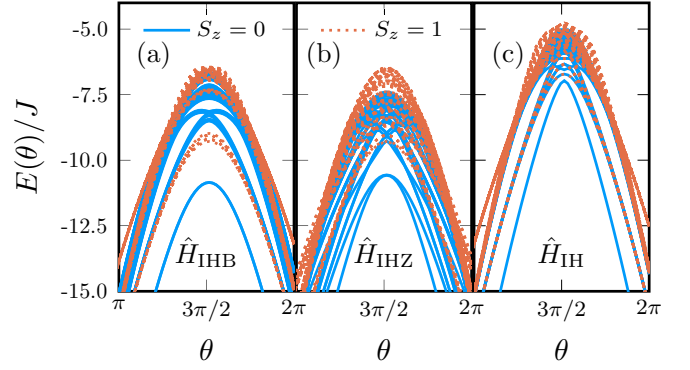 S_z = 0 S_z = 1
(a) (b) (c)
E(θ)/J
-5.0
-7.5
-10.0
-12.5
-15.0
Ĥ_IHB Ĥ_IHZ Ĥ_IH
π 3π/2 2π 3π/2 2π 3π/2 2π
θ θ θ